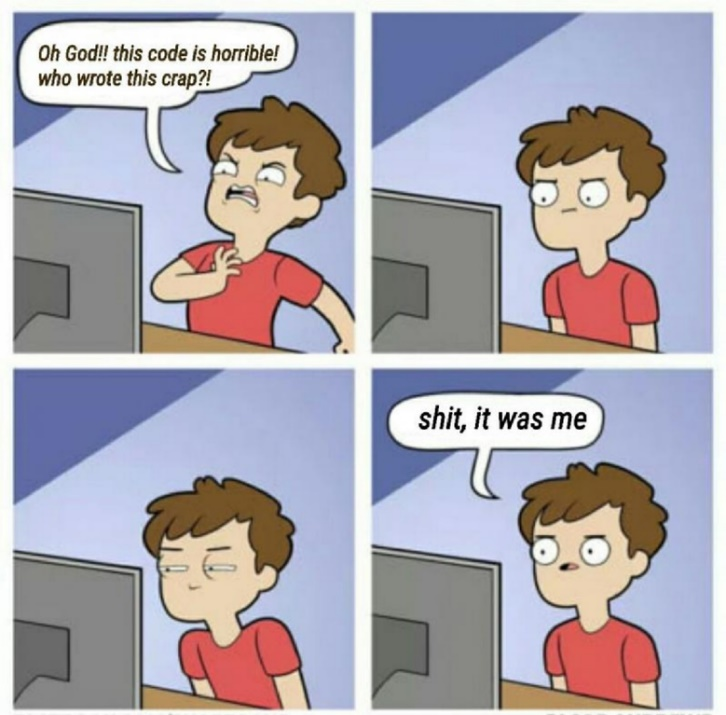 Oh God!! this code is horrible!
who wrote this crap?!
shit, it was me